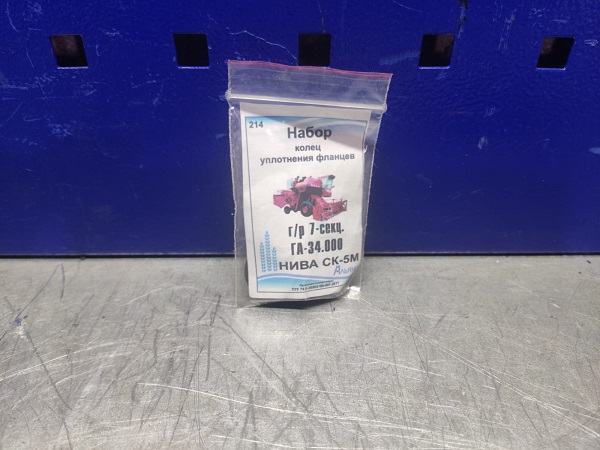 214
Набор
колец
уплотнения фланцев
г/р 7-секц.
ГА-34.000
НИВА СК-5М